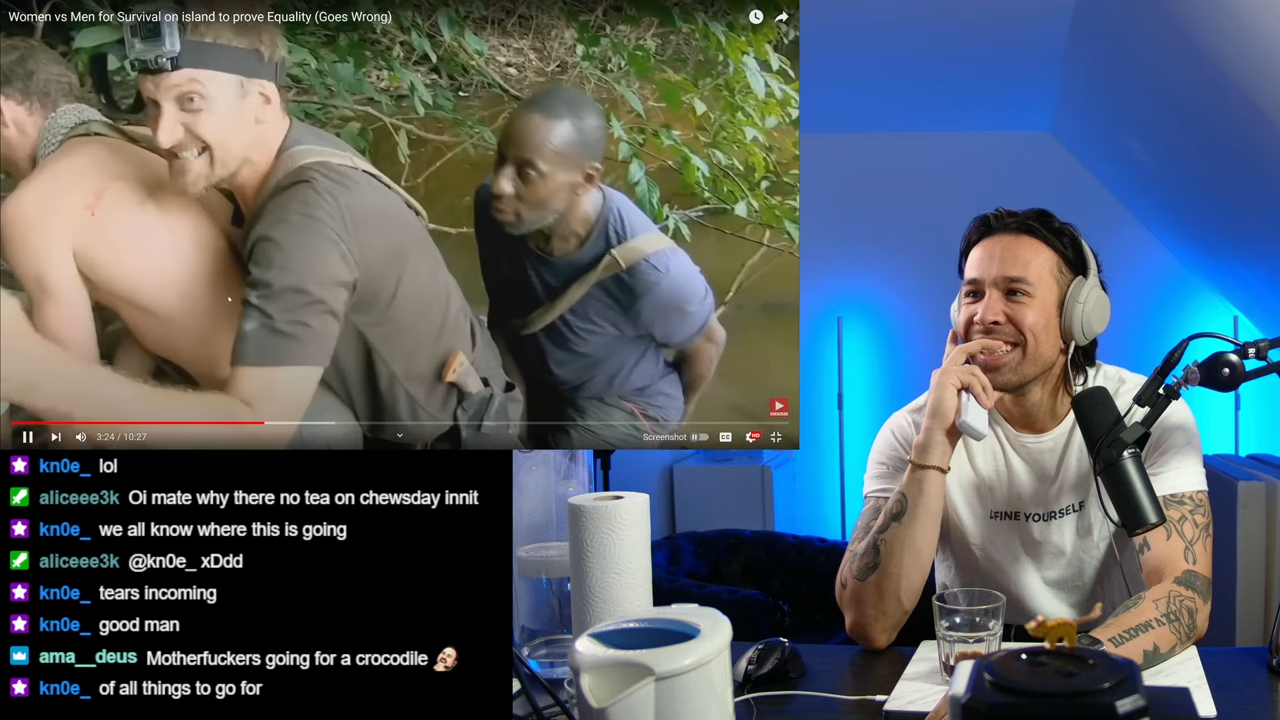 Women vs Men for Survival on island to prove Equality (Goes Wrong)
3:24 / 10:27
Screenshot
CC
HD
SUBSCRIBE
kn0e_ lol
aliceee3k Oi mate why there no tea on chewsday innit
kn0e_ we all know where this is going
aliceee3k @kn0e_ xDdd
kn0e_ tears incoming
kn0e_ good man
ama__deus Motherfuckers going for a crocodile
kn0e_ of all things to go for
FINE YOURSELF